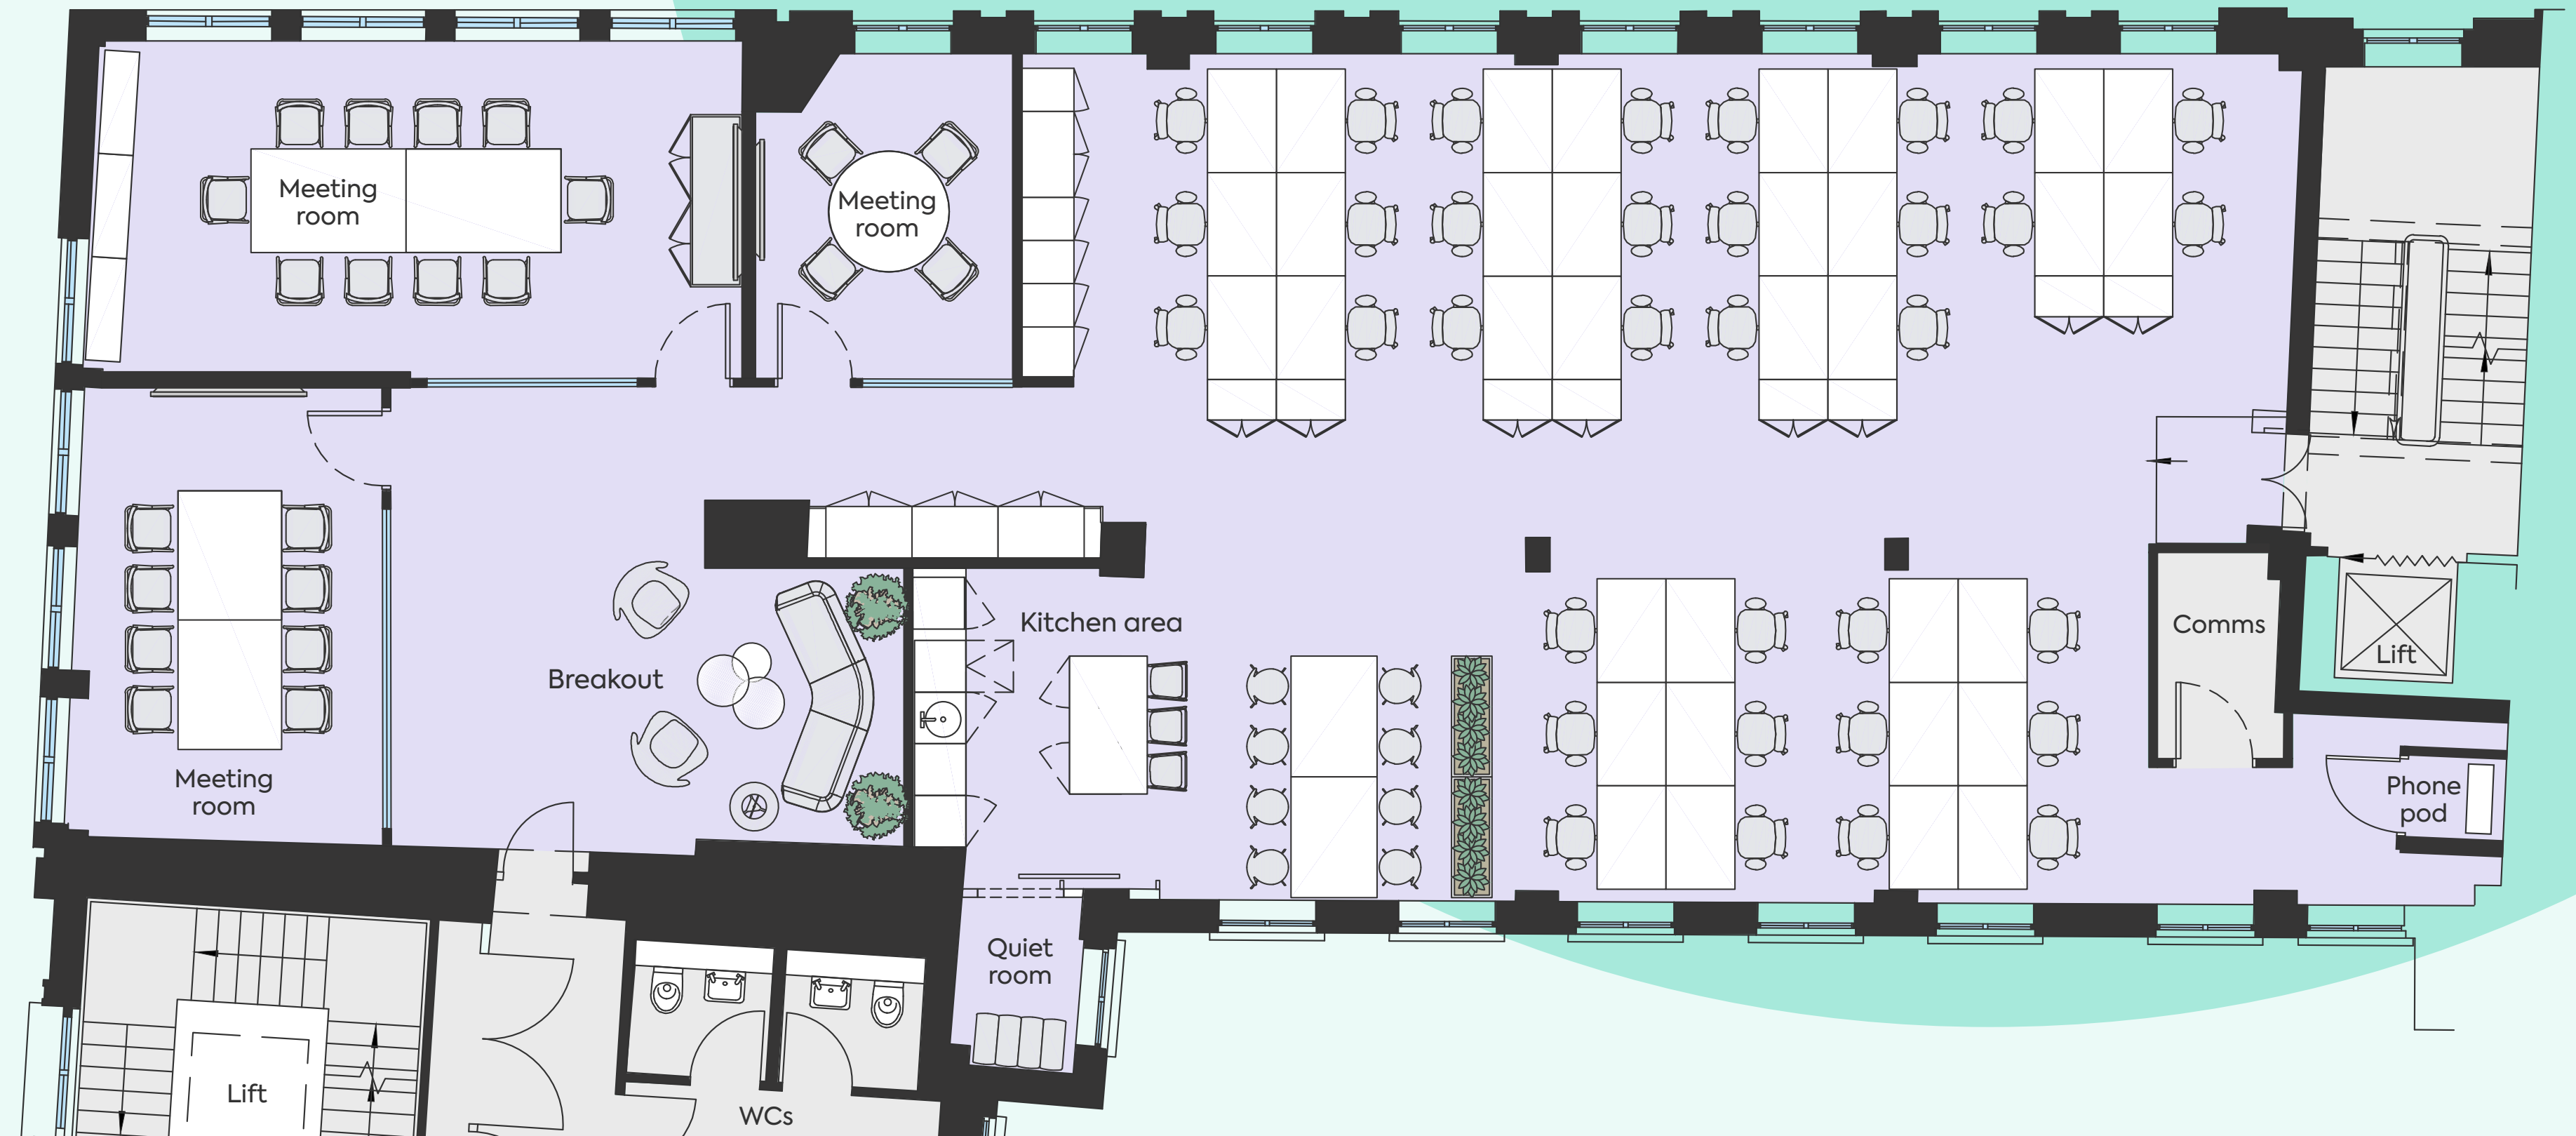 Meeting
room
Meeting
room
Kitchen area
Breakout
Comms
Lift
Meeting
room
Phone
pod
Quiet
room
Lift
WCs